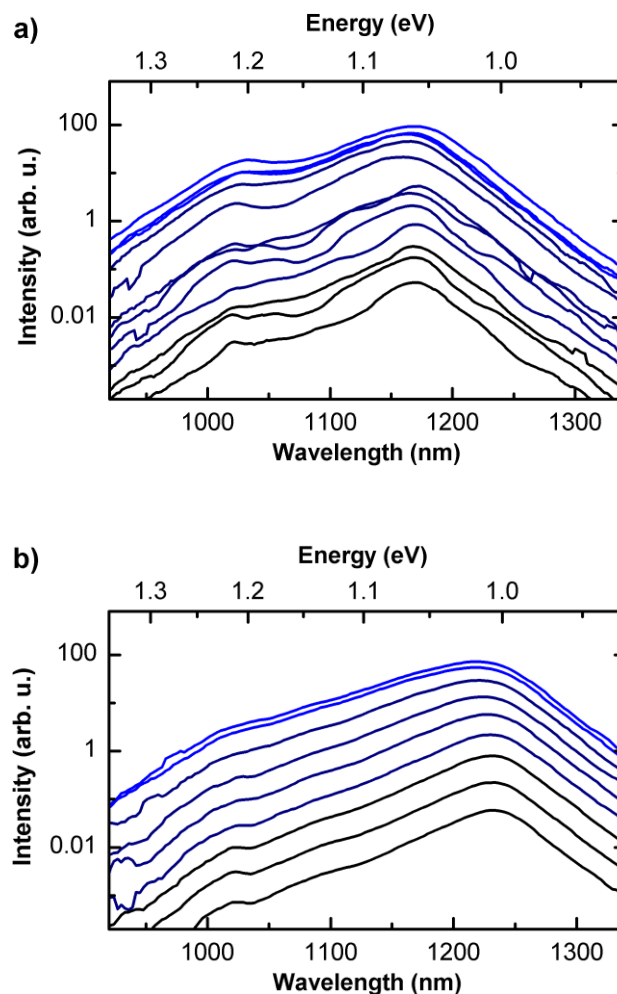 a)
Energy (eV)
1.3 1.2 1.1 1.0
Intensity (arb. u.)
100
1
0.01
1000 1100 1200 1300
Wavelength (nm)
b)
Energy (eV)
1.3 1.2 1.1 1.0
Intensity (arb. u.)
100
1
0.01
1000 1100 1200 1300
Wavelength (nm)